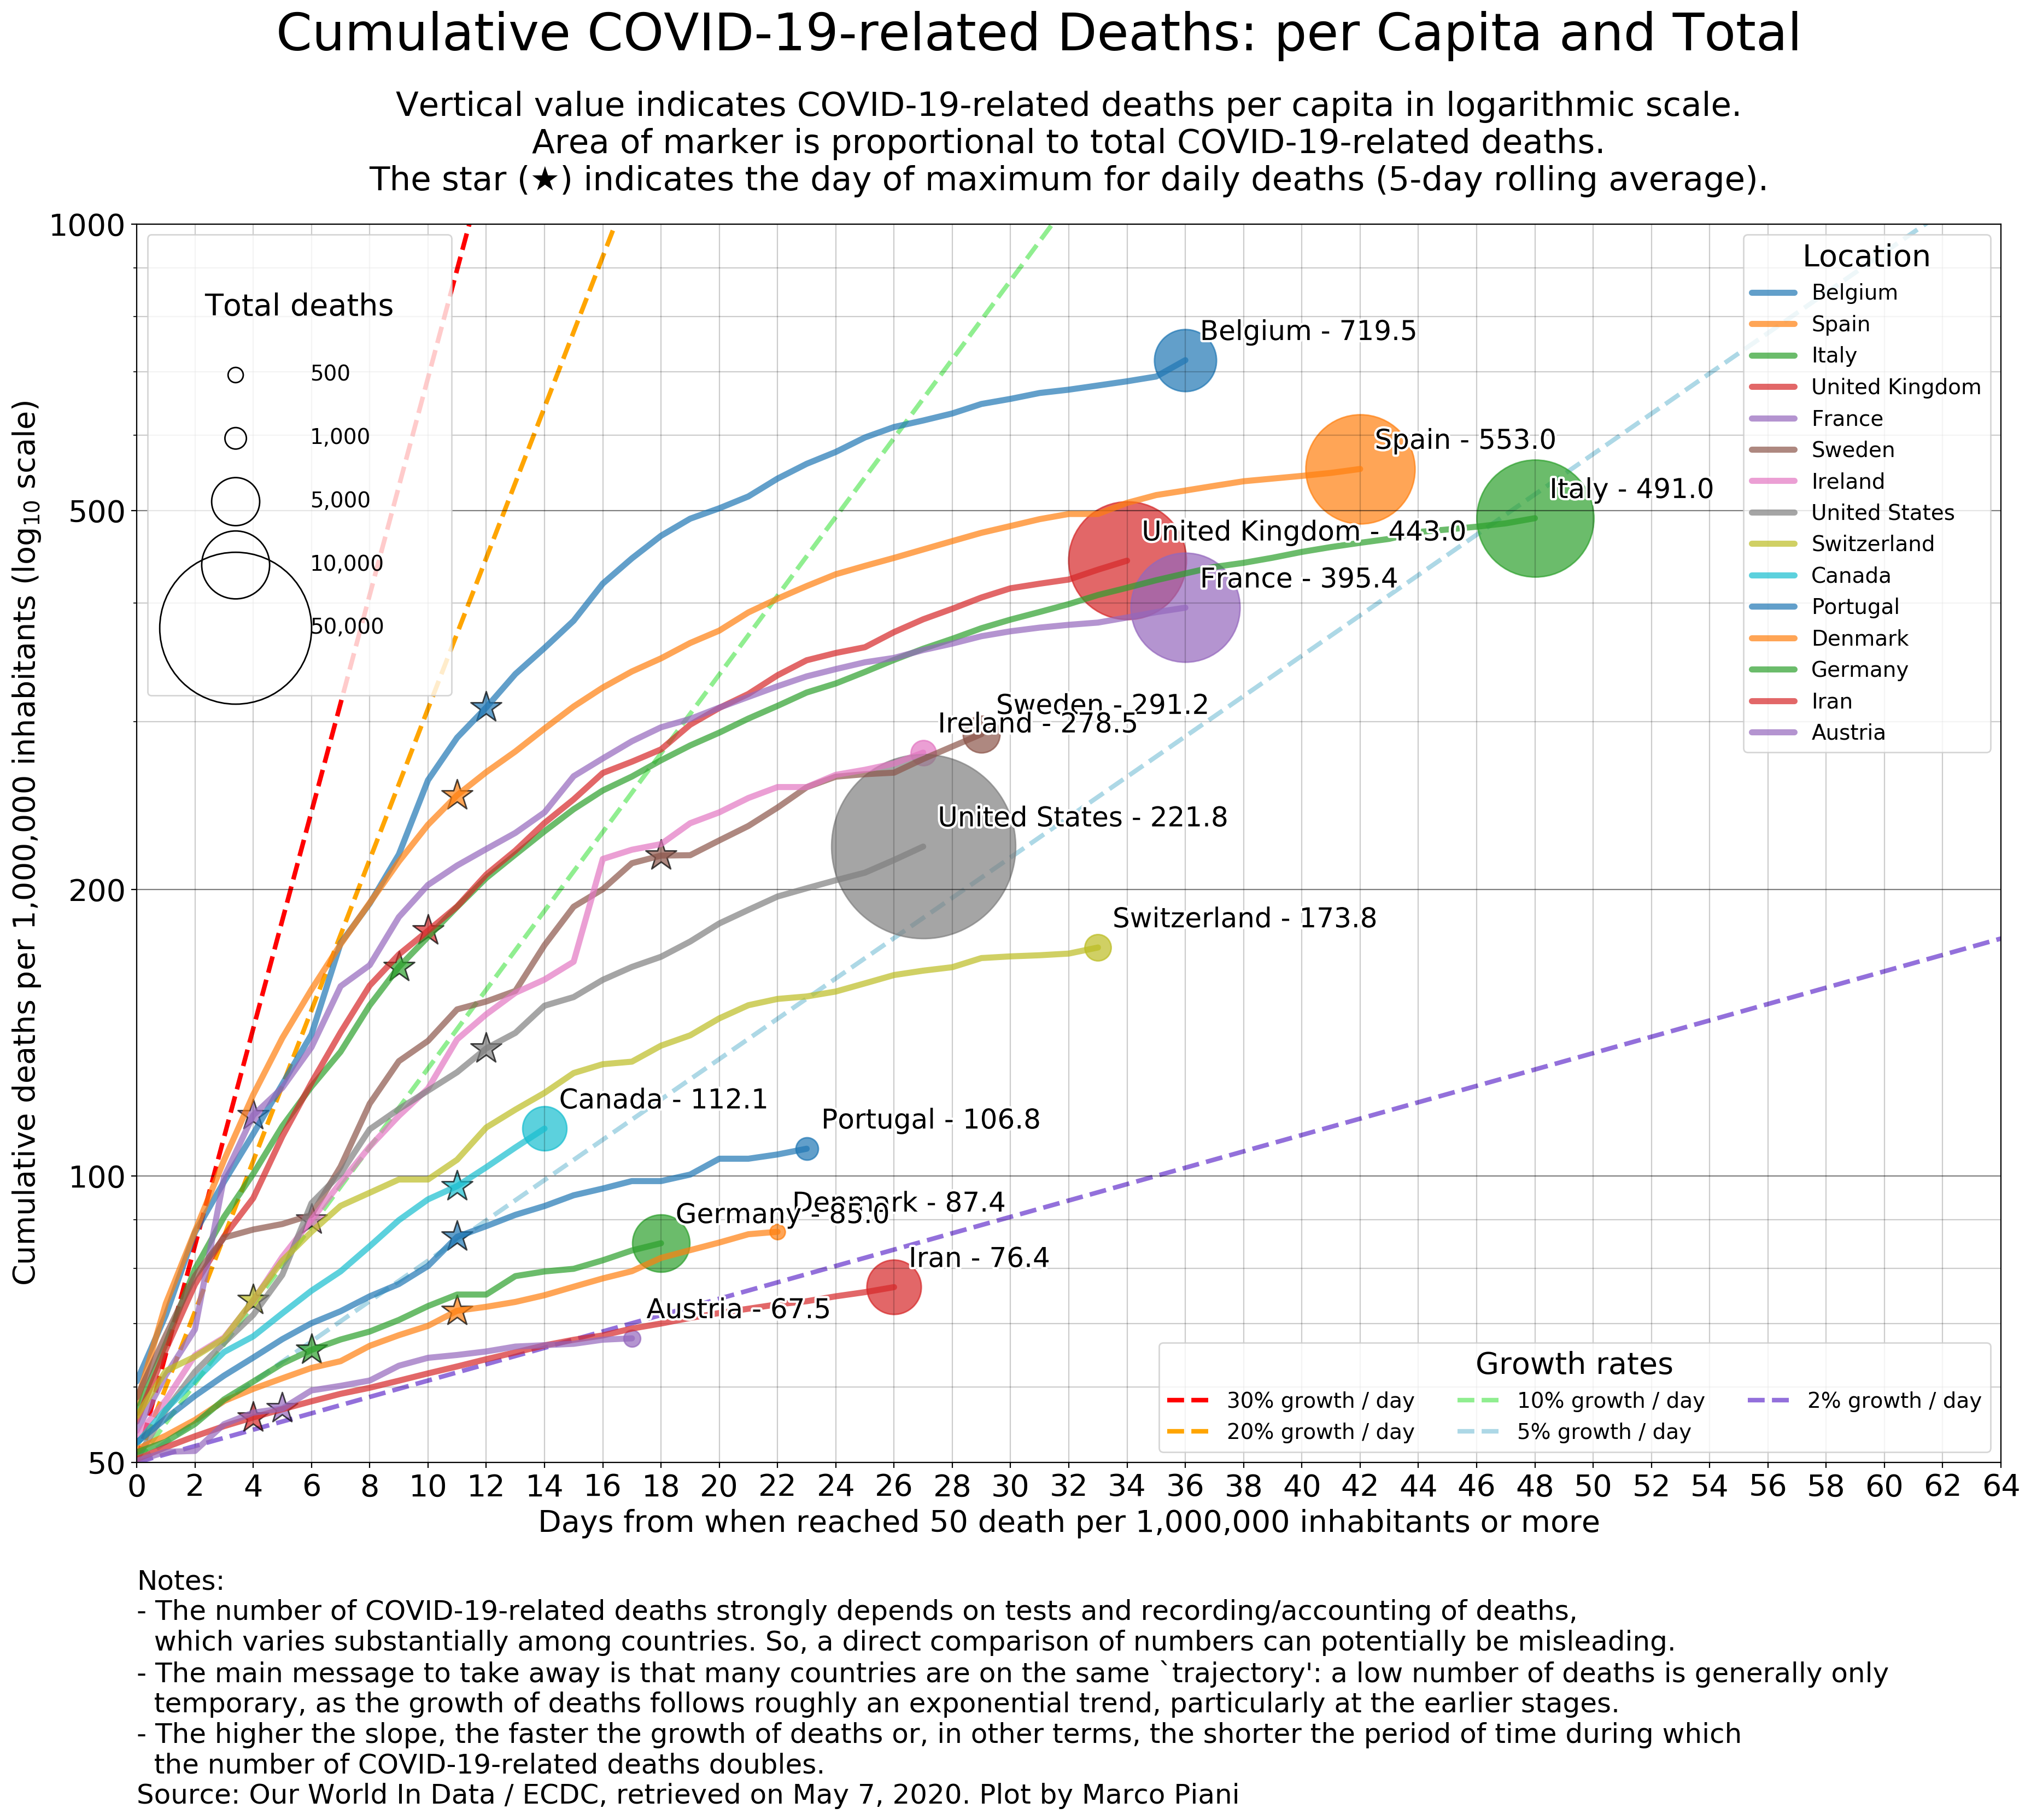 Cumulative COVID-19-related Deaths: per Capita and Total
Vertical value indicates COVID-19-related deaths per capita in logarithmic scale.
Area of marker is proportional to total COVID-19-related deaths.
The star (★) indicates the day of maximum for daily deaths (5-day rolling average).
Cumulative deaths per 1,000,000 inhabitants (log₁₀ scale)
1000
500
200
100
50
Total deaths
500
1,000
5,000
10,000
50,000
Location
Belgium
Spain
Italy
United Kingdom
France
Sweden
Ireland
United States
Switzerland
Canada
Portugal
Denmark
Germany
Iran
Austria
Belgium - 719.5
Spain - 553.0
Italy - 491.0
United Kingdom - 443.0
France - 395.4
Sweden - 291.2
Ireland - 278.5
United States - 221.8
Switzerland - 173.8
Canada - 112.1
Portugal - 106.8
Denmark - 87.4
Germany - 85.0
Iran - 76.4
Austria - 67.5
Growth rates
30% growth / day
10% growth / day
2% growth / day
20% growth / day
5% growth / day
0 2 4 6 8 10 12 14 16 18 20 22 24 26 28 30 32 34 36 38 40 42 44 46 48 50 52 54 56 58 60 62 64
Days from when reached 50 death per 1,000,000 inhabitants or more
Notes:
- The number of COVID-19-related deaths strongly depends on tests and recording/accounting of deaths,
which varies substantially among countries. So, a direct comparison of numbers can potentially be misleading.
- The main message to take away is that many countries are on the same `trajectory': a low number of deaths is generally only
temporary, as the growth of deaths follows roughly an exponential trend, particularly at the earlier stages.
- The higher the slope, the faster the growth of deaths or, in other terms, the shorter the period of time during which
the number of COVID-19-related deaths doubles.
Source: Our World In Data / ECDC, retrieved on May 7, 2020. Plot by Marco Piani